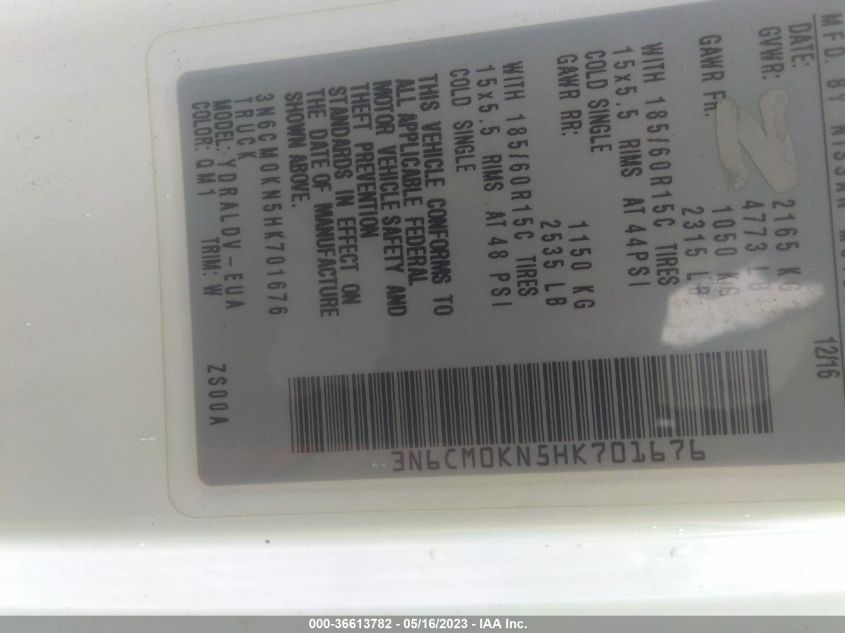 MFD. BY NISSAN
DATE: 12/16
GVWR: 2165 KG
4773 LB
GAWR Fr. 1050 KG
2315 LB
WITH 185/60R15C TIRES
15x5.5 RIMS AT 44PSI
COLD SINGLE
GAWR RR: 1150 KG
2535 LB
WITH 185/60R15C TIRES
15x5.5 RIMS AT 48 PSI
COLD SINGLE
THIS VEHICLE CONFORMS TO
ALL APPLICABLE FEDERAL
MOTOR VEHICLE SAFETY AND
THEFT PREVENTION
STANDARDS IN EFFECT ON
THE DATE OF MANUFACTURE
SHOWN ABOVE.
3N6CM0KN5HK701676
TRUCK
MODEL: YDRALDV-EUA
COLOR: QM1 TRIM: W ZS00A
3N6CM0KN5HK701676
000-36613782 - 05/16/2023 - IAA Inc.